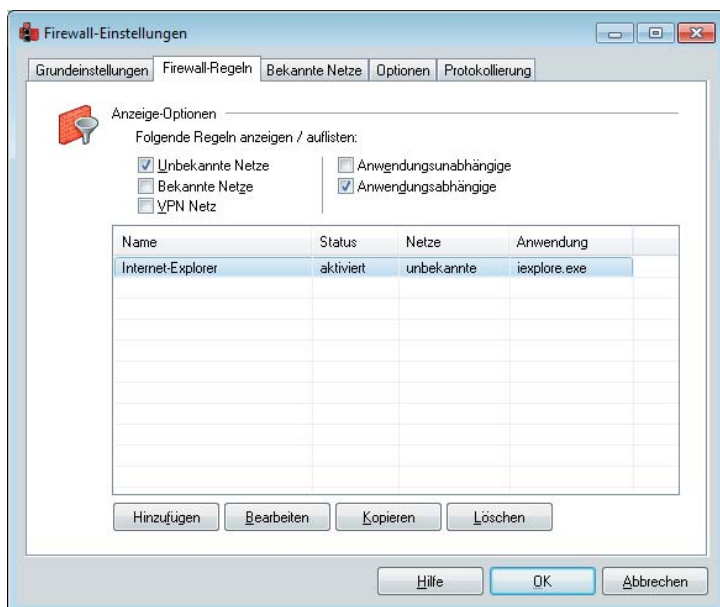 Firewall-Einstellungen
Grundeinstellungen Firewall-Regeln Bekannte Netze Optionen Protokollierung
Anzeige-Optionen
Folgende Regeln anzeigen / auflisten:
Unbekannte Netze Anwendungsunabhängige
Bekannte Netze Anwendungsabhängige
VPN Netz
Name Status Netze Anwendung
Internet-Explorer aktiviert unbekannte iexplore.exe
Hinzufügen Bearbeiten Kopieren Löschen
Hilfe OK Abbrechen